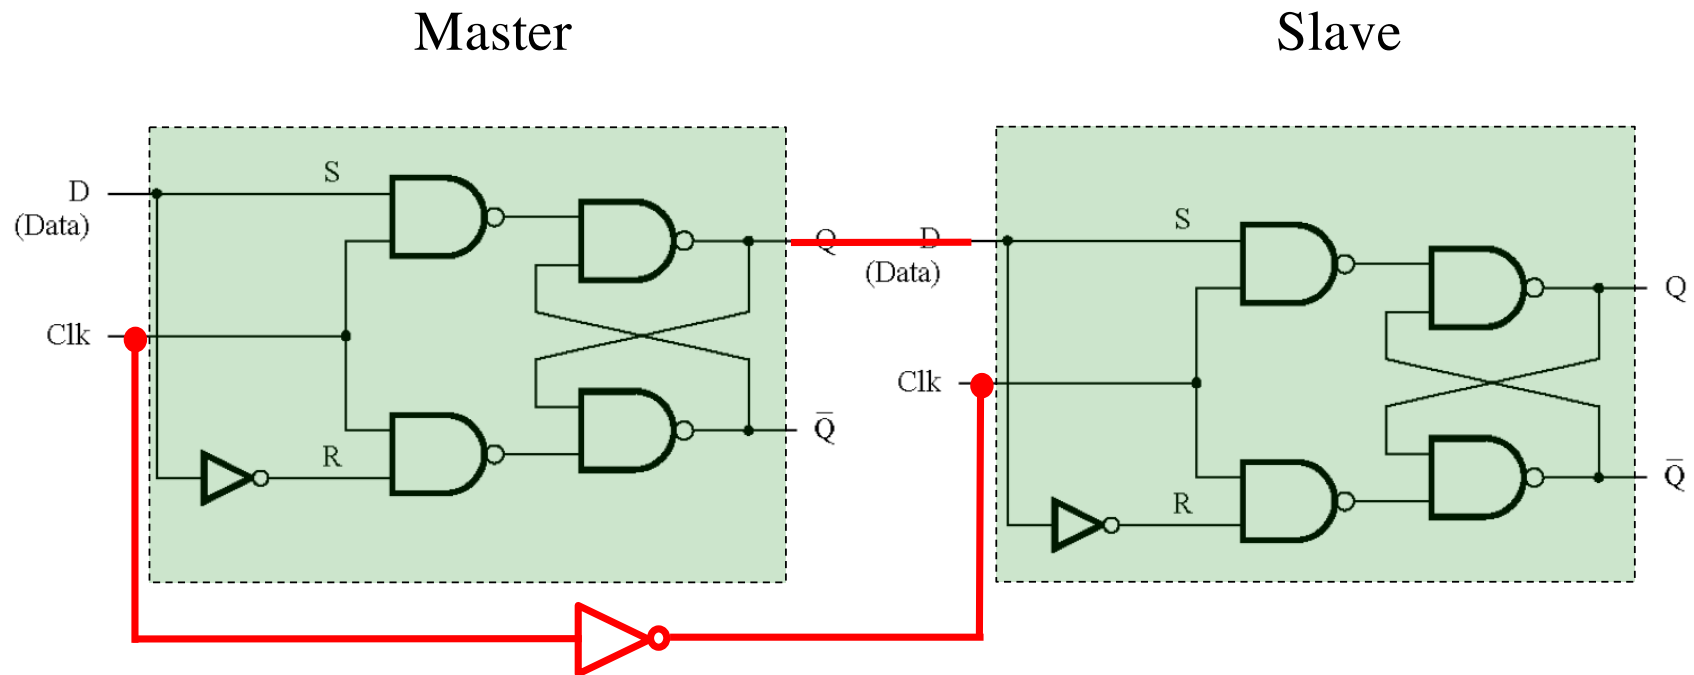 Master
Slave
D
(Data)
S
Clk
R
Q
Q̅
D
(Data)
S
Clk
R
Q
Q̅